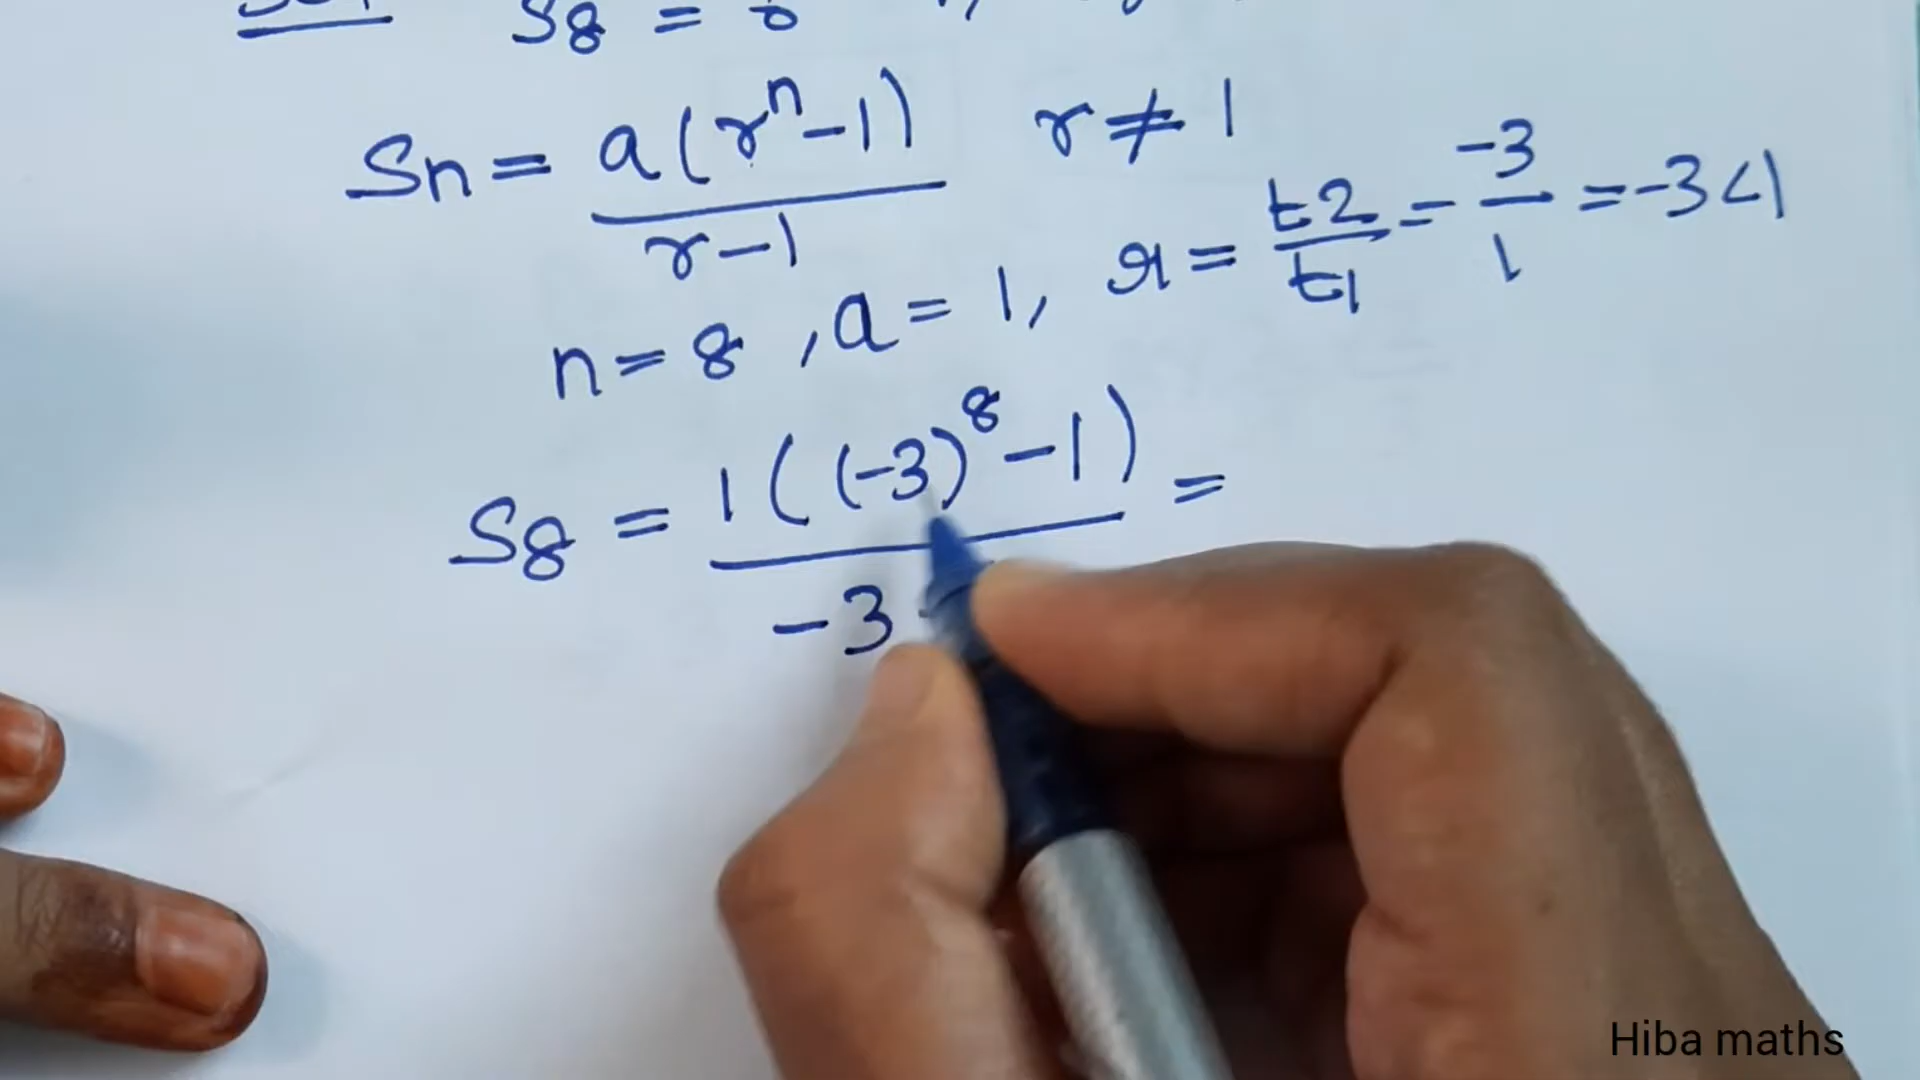 S8 =
Sn = a(r^n - 1) / r - 1   r ≠ 1
n = 8 , a = 1, r = t2/t1 = -3/1 = -3 < 1
S8 = 1((-3)^8 - 1) / -3 =
Hiba maths